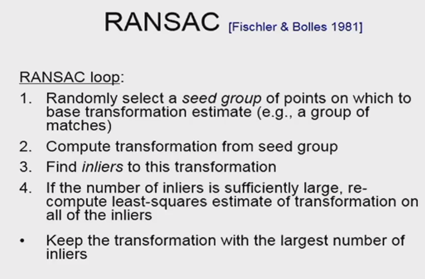 RANSAC [Fischler & Bolles 1981]
RANSAC loop:
1. Randomly select a seed group of points on which to
base transformation estimate (e.g., a group of
matches)
2. Compute transformation from seed group
3. Find inliers to this transformation
4. If the number of inliers is sufficiently large, re-
compute least-squares estimate of transformation on
all of the inliers
• Keep the transformation with the largest number of
inliers